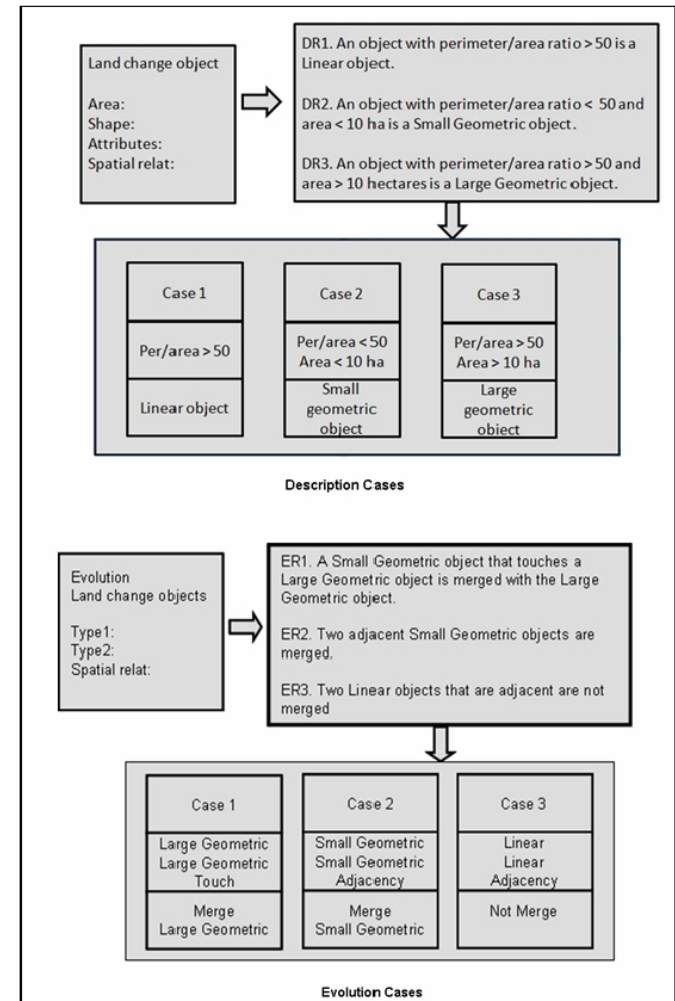 Land change object
Area:
Shape:
Attributes:
Spatial relat:
DR1. An object with perimeter/area ratio > 50 is a
Linear object.
DR2. An object with perimeter/area ratio < 50 and
area < 10 ha is a Small Geometric object.
DR3. An object with perimeter/area ratio >50 and
area > 10 hectares is a Large Geometric object.
Case 1
Per/area > 50
Linear object
Case 2
Per/area < 50
Area < 10 ha
Small
geometric
object
Case 3
Per/area > 50
Area > 10 ha
Large
geometric
object
Description Cases
Evolution
Land change objects
Type1:
Type2:
Spatial relat:
ER1. A Small Geometric object that touches a
Large Geometric object is merged with the Large
Geometric object.
ER2. Two adjacent Small Geometric objects are
merged.
ER3. Two Linear objects that are adjacent are not
merged
Case 1
Large Geometric
Large Geometric
Touch
Merge
Large Geometric
Case 2
Small Geometric
Small Geometric
Adjacency
Merge
Small Geometric
Case 3
Linear
Linear
Adjacency
Not Merge
Evolution Cases